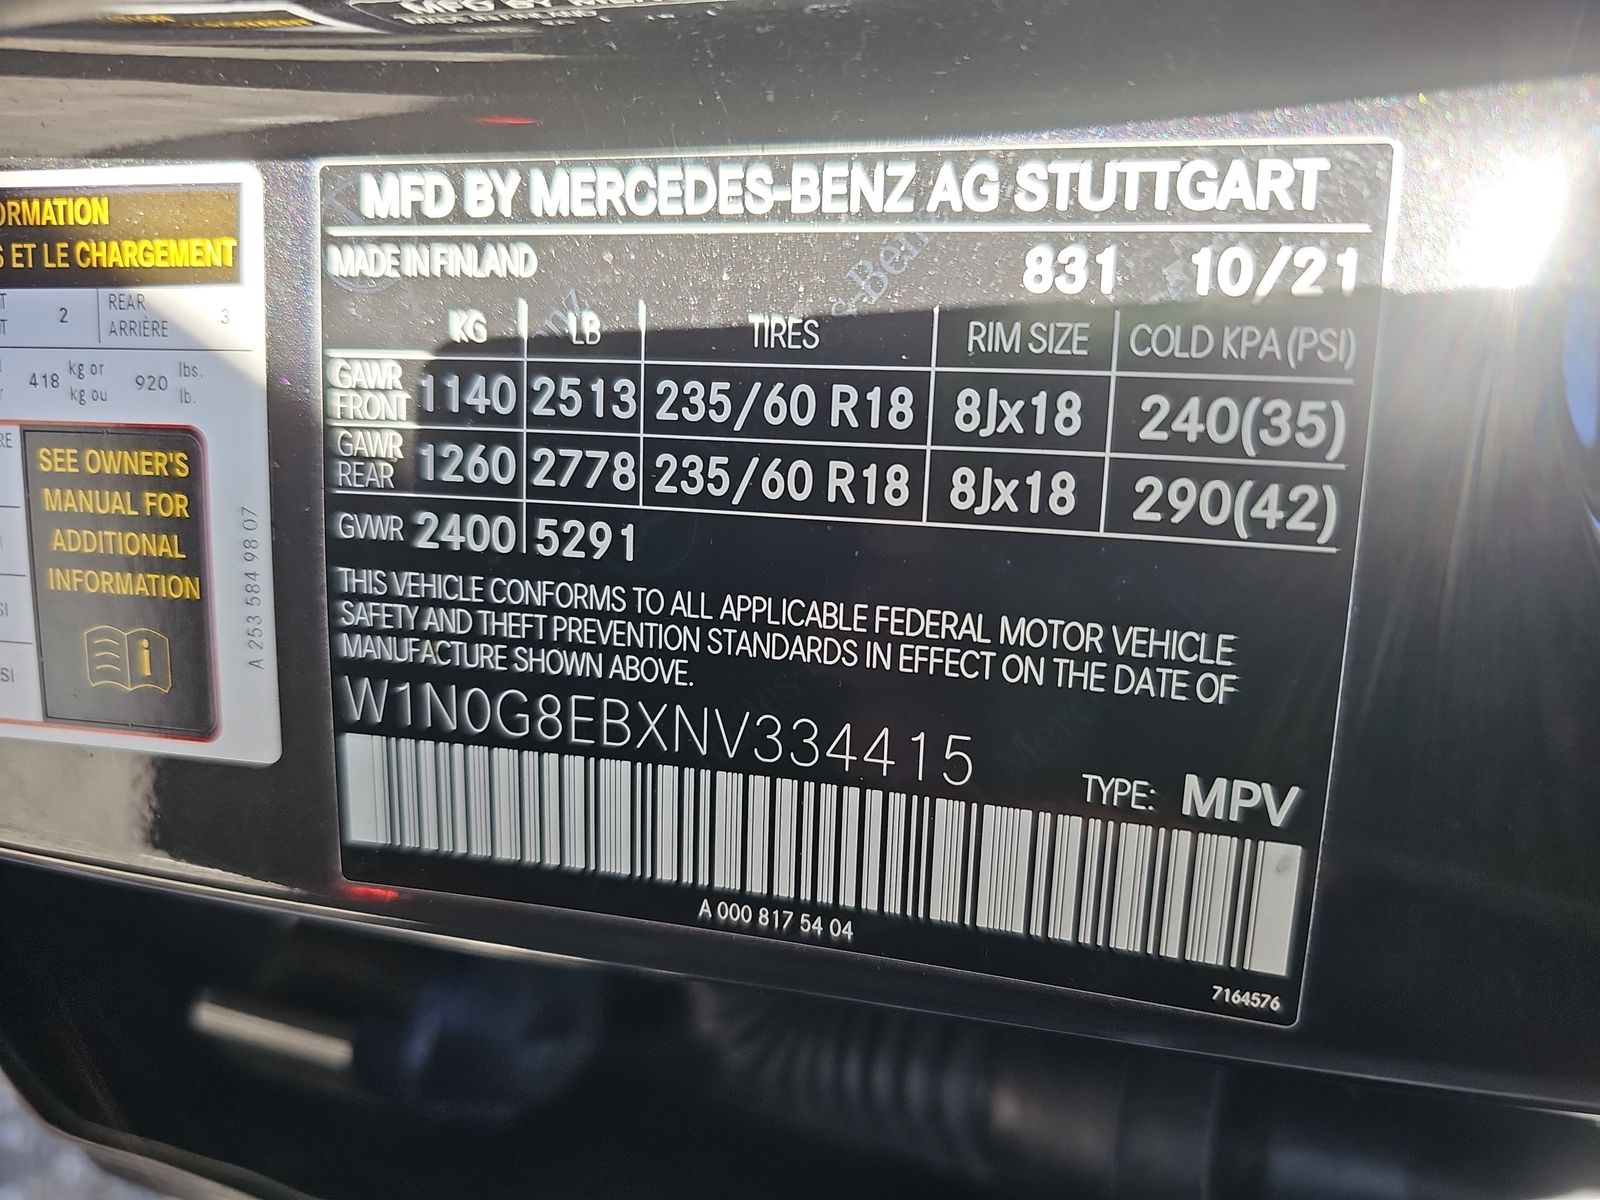 ORMATION
S ET LE CHARGEMENT
2 REAR 3
ARRIÈRE
418 kg or 920 lbs.
kg ou lb.
SEE OWNER'S
MANUAL FOR
ADDITIONAL
INFORMATION
A 253 584 98 07
MFD BY MERCEDES-BENZ AG STUTTGART
MADE IN FINLAND 831 10/21
KG LB TIRES RIM SIZE COLD KPA (PSI)
GAWR FRONT 1140 2513 235/60 R18 8Jx18 240(35)
GAWR REAR 1260 2778 235/60 R18 8Jx18 290(42)
GVWR 2400 5291
THIS VEHICLE CONFORMS TO ALL APPLICABLE FEDERAL MOTOR VEHICLE
SAFETY AND THEFT PREVENTION STANDARDS IN EFFECT ON THE DATE OF
MANUFACTURE SHOWN ABOVE.
W1N0G8EBXNV334415
TYPE: MPV
A 000 817 54 04
7164576